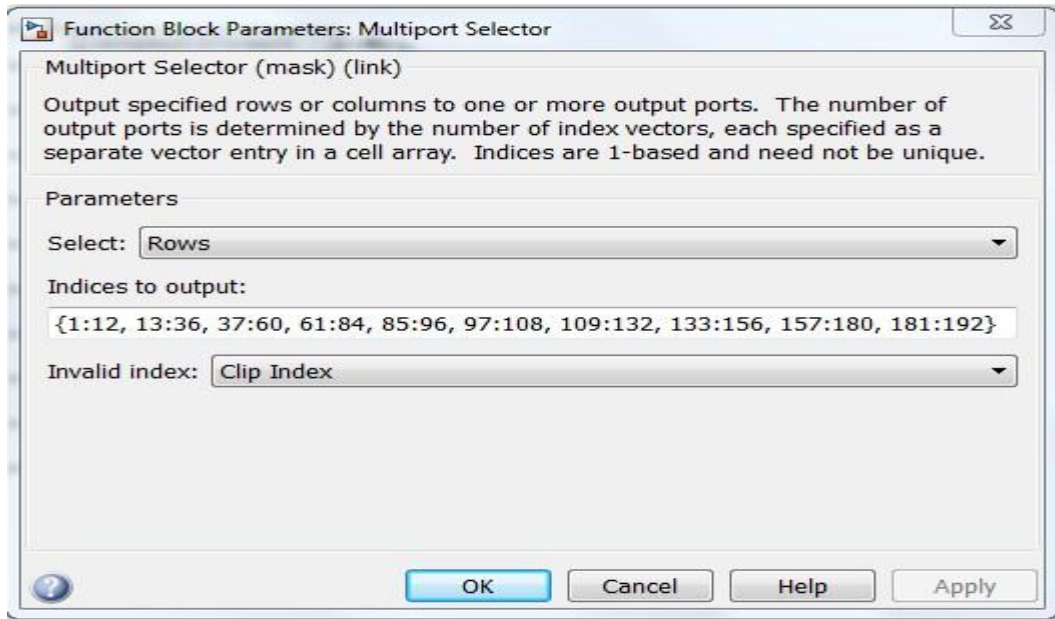 Function Block Parameters: Multiport Selector
Multiport Selector (mask) (link)
Output specified rows or columns to one or more output ports.  The number of
output ports is determined by the number of index vectors, each specified as a
separate vector entry in a cell array.  Indices are 1-based and need not be unique.
Parameters
Select: Rows
Indices to output:
{1:12, 13:36, 37:60, 61:84, 85:96, 97:108, 109:132, 133:156, 157:180, 181:192}
Invalid index: Clip Index
? OK Cancel Help Apply